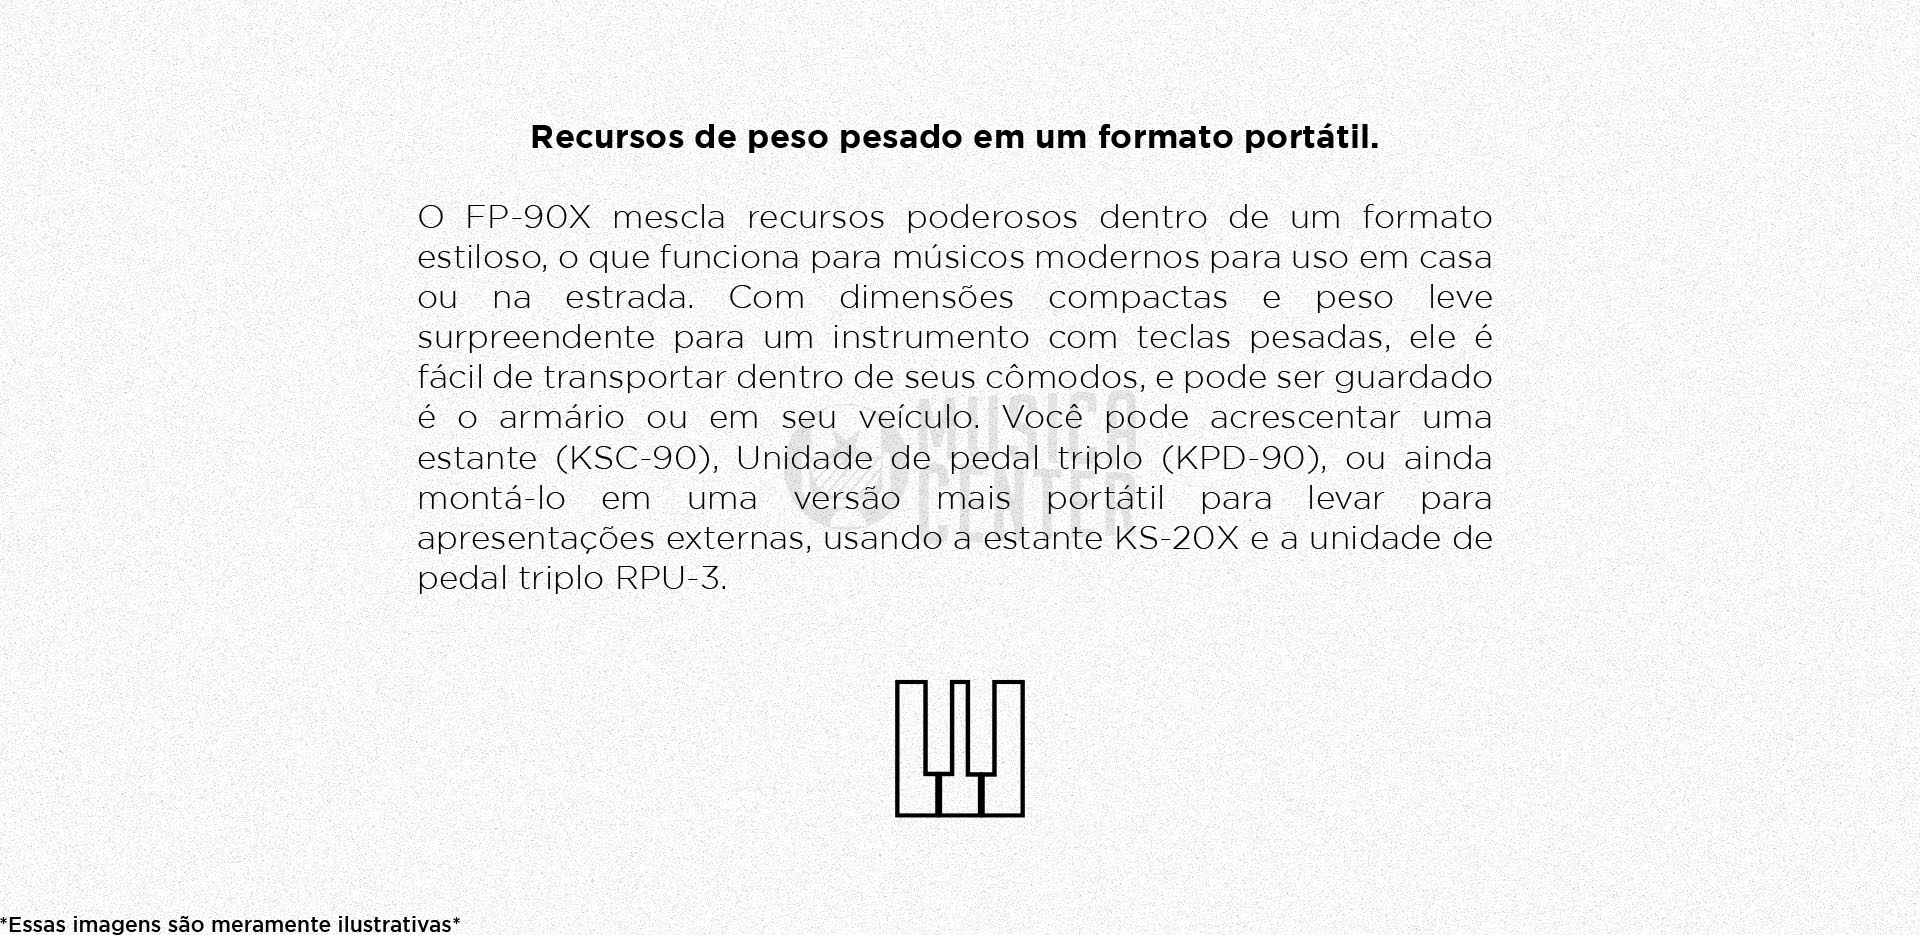 Recursos de peso pesado em um formato portátil.
O FP-90X mescla recursos poderosos dentro de um formato
estiloso, o que funciona para músicos modernos para uso em casa
ou na estrada. Com dimensões compactas e peso leve
surpreendente para um instrumento com teclas pesadas, ele é
fácil de transportar dentro de seus cômodos, e pode ser guardado
é o armário ou em seu veículo. Você pode acrescentar uma
estante (KSC-90), Unidade de pedal triplo (KPD-90), ou ainda
montá-lo em uma versão mais portátil para levar para
apresentações externas, usando a estante KS-20X e a unidade de
pedal triplo RPU-3.
MUSICA
CENTER
*Essas imagens são meramente ilustrativas*